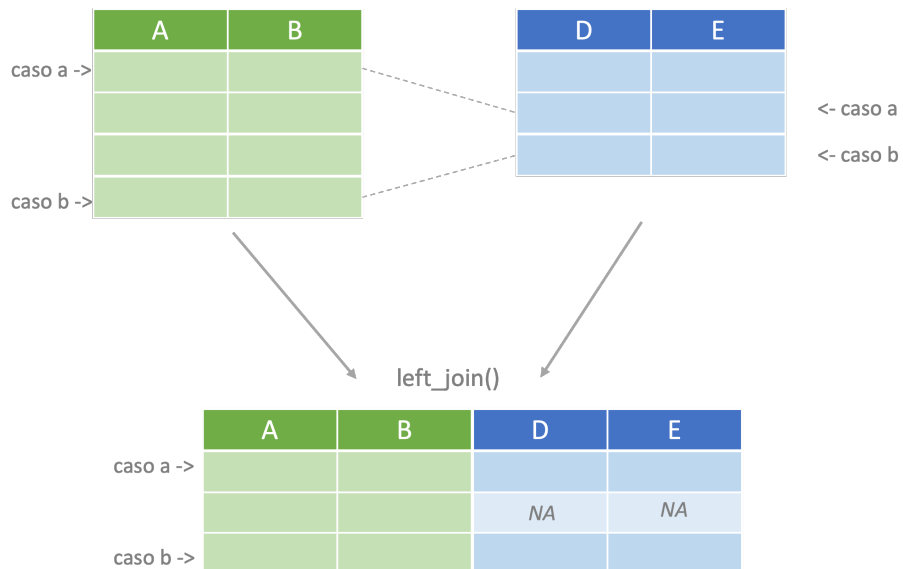 A B
D E
caso a ->
<- caso a
<- caso b
caso b ->
left_join()
A B D E
caso a ->
NA NA
caso b ->